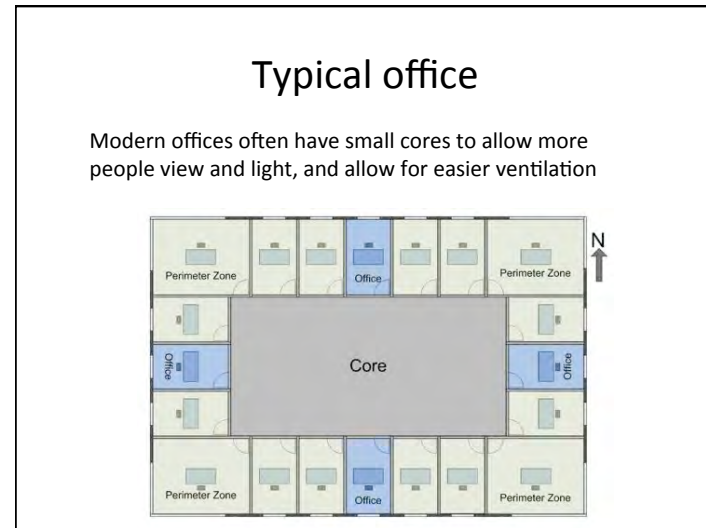 Typical office
Modern offices often have small cores to allow more
people view and light, and allow for easier ventilation
N
Perimeter Zone
Office
Perimeter Zone
Office
Core
Office
Perimeter Zone
Office
Perimeter Zone